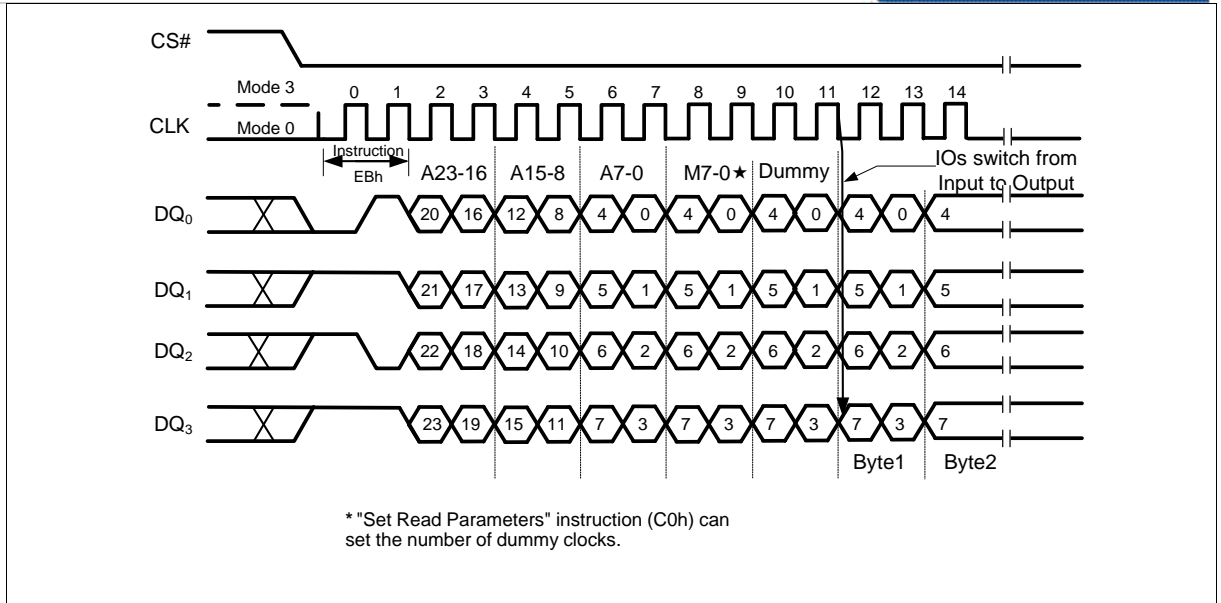 CS#
Mode 3
0 1 2 3 4 5 6 7 8 9 10 11 12 13 14
CLK
Mode 0
Instruction
EBh
A23-16 A15-8 A7-0 M7-0★ Dummy
IOs switch from
Input to Output
DQ0 20 16 12 8 4 0 4 0 4 0 4 0 4
DQ1 21 17 13 9 5 1 5 1 5 1 5 1 5
DQ2 22 18 14 10 6 2 6 2 6 2 6 2 6
DQ3 23 19 15 11 7 3 7 3 7 3 7 3 7
Byte1 Byte2
* "Set Read Parameters" instruction (C0h) can
set the number of dummy clocks.